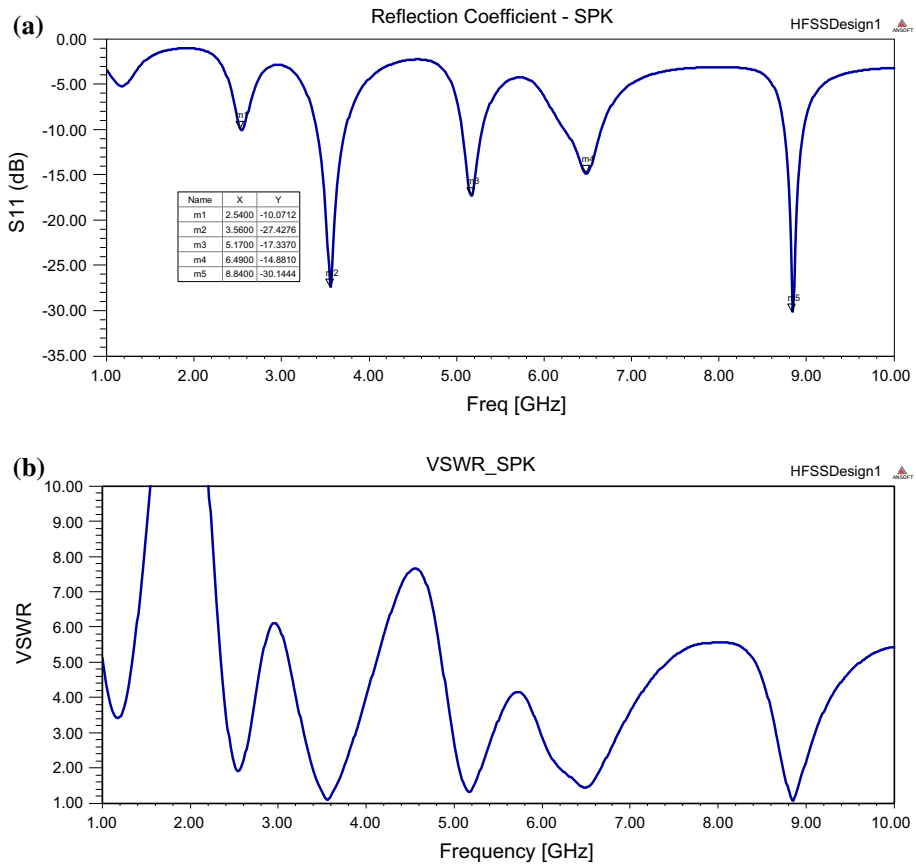 (a)
Reflection Coefficient - SPK
HFSSDesign1
ANSOFT
0.00
-5.00
-10.00
-15.00
-20.00
-25.00
-30.00
-35.00
S11 (dB)
m1
m2
m3
m4
m5
Name X Y
m1 2.5400 -10.0712
m2 3.5600 -27.4276
m3 5.1700 -17.3370
m4 6.4900 -14.8810
m5 8.8400 -30.1444
1.00 2.00 3.00 4.00 5.00 6.00 7.00 8.00 9.00 10.00
Freq [GHz]
(b)
VSWR_SPK
HFSSDesign1
ANSOFT
10.00
9.00
8.00
7.00
6.00
5.00
4.00
3.00
2.00
1.00
VSWR
1.00 2.00 3.00 4.00 5.00 6.00 7.00 8.00 9.00 10.00
Frequency [GHz]